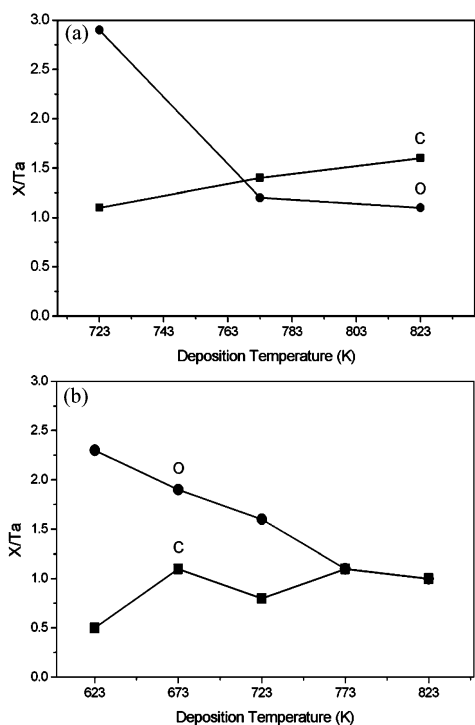 (a)
3.0
2.5
2.0
1.5
1.0
0.5
0.0
X/Ta
C
O
723 743 763 783 803 823
Deposition Temperature (K)
(b)
3.0
2.5
2.0
1.5
1.0
0.5
0.0
X/Ta
O
C
623 673 723 773 823
Deposition Temperature (K)